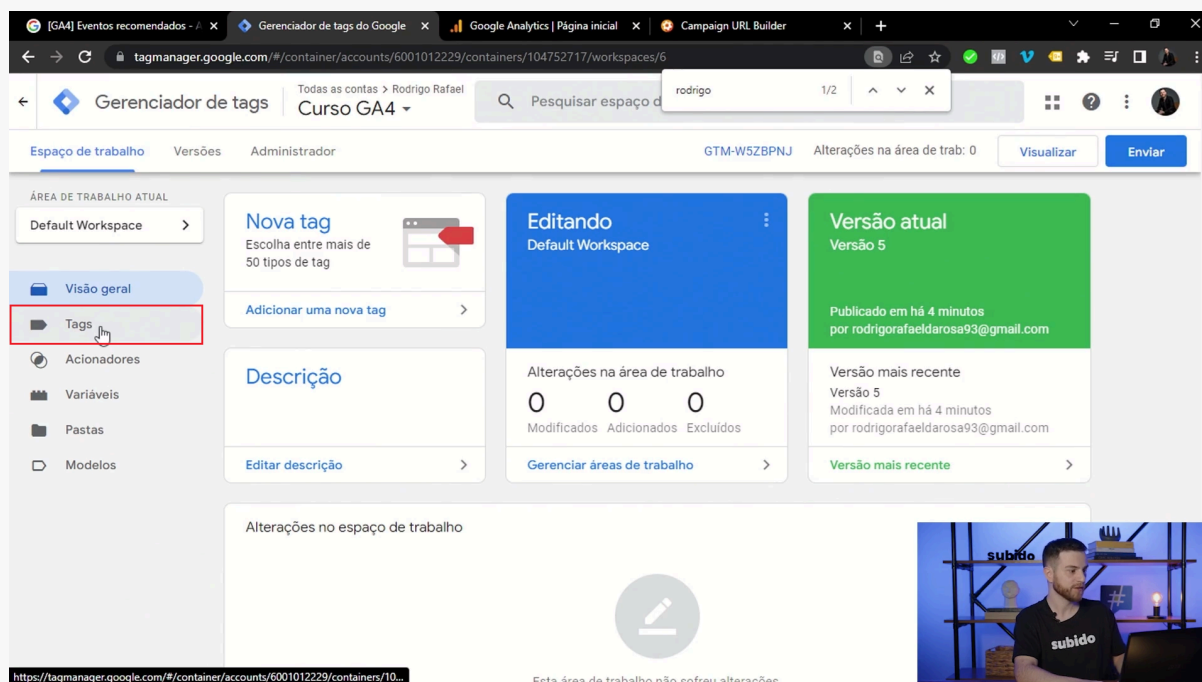 [GA4] Eventos recomendados - A
Gerenciador de tags do Google
Google Analytics | Página inicial
Campaign URL Builder
tagmanager.google.com/#/container/accounts/6001012229/containers/104752717/workspaces/6
rodrigo
1/2
Gerenciador de tags
Todas as contas > Rodrigo Rafael
Curso GA4
Pesquisar espaço d
Espaço de trabalho
Versões
Administrador
GTM-W5ZBPNJ
Alterações na área de trab: 0
Visualizar
Enviar
ÁREA DE TRABALHO ATUAL
Default Workspace
Visão geral
Tags
Acionadores
Variáveis
Pastas
Modelos
Nova tag
Escolha entre mais de
50 tipos de tag
Adicionar uma nova tag
Descrição
Editar descrição
Editando
Default Workspace
Alterações na área de trabalho
0 0 0
Modificados Adicionados Excluídos
Gerenciar áreas de trabalho
Versão atual
Versão 5
Publicado em há 4 minutos
por rodrigorafaeldarosa93@gmail.com
Versão mais recente
Versão 5
Modificada em há 4 minutos
por rodrigorafaeldarosa93@gmail.com
Versão mais recente
Alterações no espaço de trabalho
Esta área de trabalho não sofreu alterações
subido
#
subido
https://tagmanager.google.com/#/container/accounts/6001012229/containers/10...